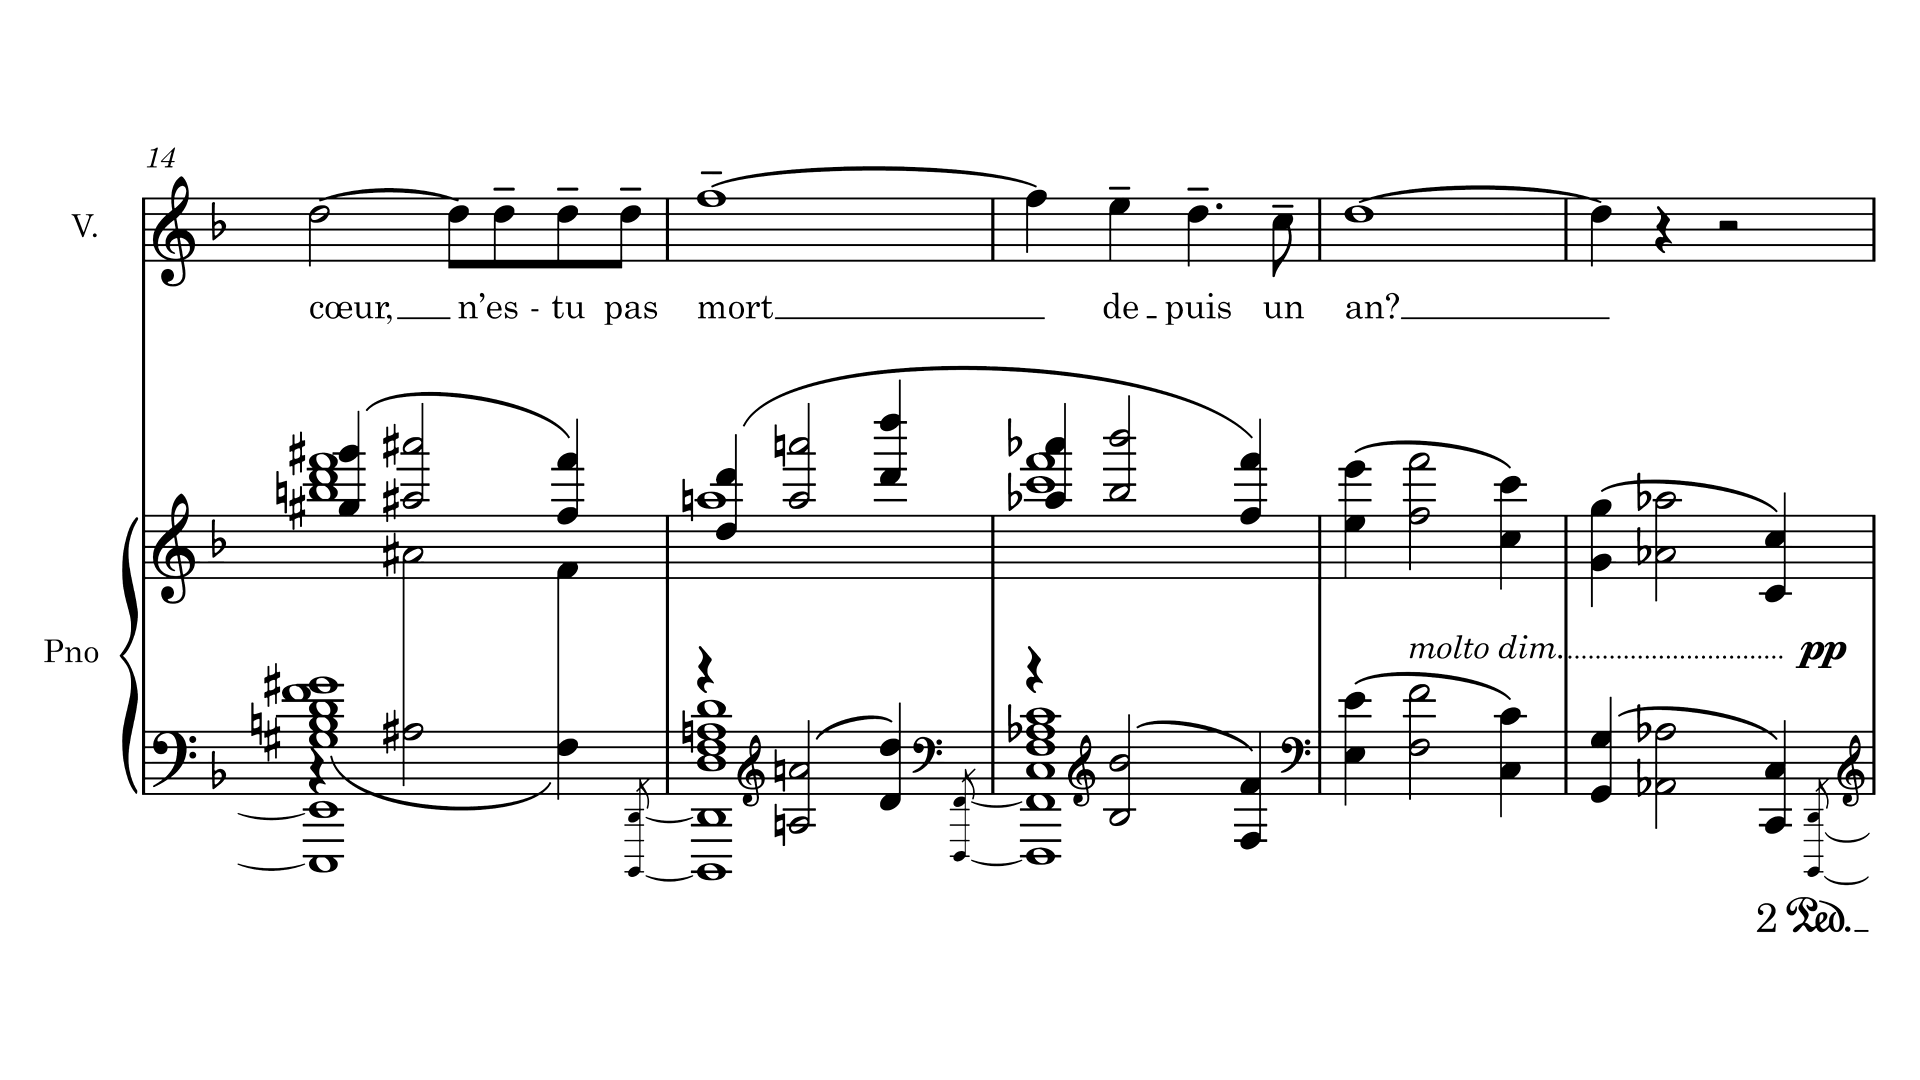 14
V.
cœur, n’es - tu pas mort de - puis un an?
Pno
molto dim. pp
2 Ped.